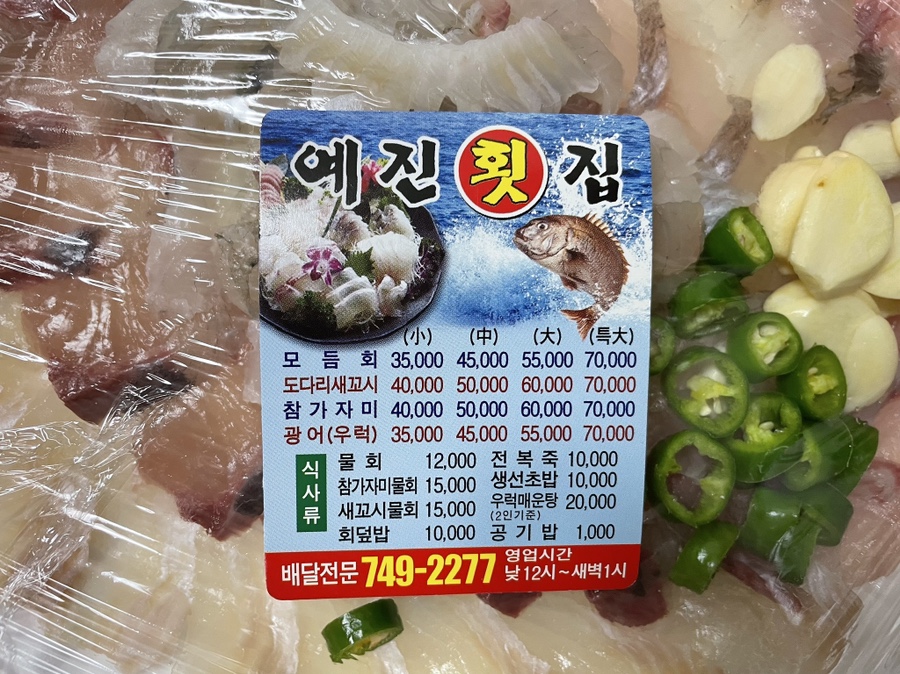 예진횟집
(小) (中) (大) (특大)
모듬회 35,000 45,000 55,000 70,000
도다리새꼬시 40,000 50,000 60,000 70,000
참가자미 40,000 50,000 60,000 70,000
광어(우럭) 35,000 45,000 55,000 70,000
식사류
물회 12,000 전복죽 10,000
참가자미물회 15,000 생선초밥 10,000
새꼬시물회 15,000 우럭매운탕 20,000
(2인기준)
회덮밥 10,000 공기밥 1,000
배달전문 749-2277 영업시간
낮 12시~새벽1시